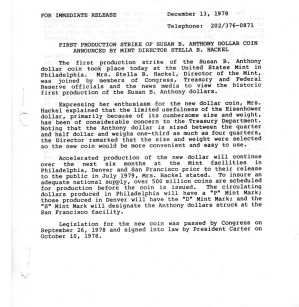 FOR IMMEDIATE RELEASE December 13, 1978
Telephone: 202/376-0871
FIRST PRODUCTION STRIKE OF SUSAN B. ANTHONY DOLLAR COIN
ANNOUNCED BY MINT DIRECTOR STELLA B. HACKEL
The first production strike of the Susan B. Anthony
dollar coin took place today at the United States Mint in
Philadelphia. Mrs. Stella B. Hackel, Director of the Mint,
was joined by members of Congress, Treasury and Federal
Reserve officials and the news media to view the historic
first production of the Susan B. Anthony dollars.
Expressing her enthusiasm for the new dollar coin, Mrs.
Hackel explained that the limited usefulness of the Eisenhower
dollar, primarily because of its cumbersome size and weight,
has been of considerable concern to the Treasury Department.
Noting that the Anthony dollar is sized between the quarter
and half dollar and weighs one-third as much as four quarters,
the Director remarked that the size and weight were selected
so the new coin would be more convenient and easy to use.
Accelerated production of the new dollar will continue
over the next six months at the Mint facilities in
Philadelphia, Denver and San Francisco prior to their release
to the public in July 1979, Mrs. Hackel stated. To insure an
adequate national supply, over 500 million coins are scheduled
for production before the coin is issued. The circulating
dollars produced in Philadelphia will have a "P" Mint Mark;
those produced in Denver will have the "D" Mint Mark; and the
"S" Mint Mark will designate the Anthony dollars struck at the
San Francisco facility.
Legislation for the new coin was passed by Congress on
September 26, 1978 and signed into law by President Carter on
October 10, 1978.